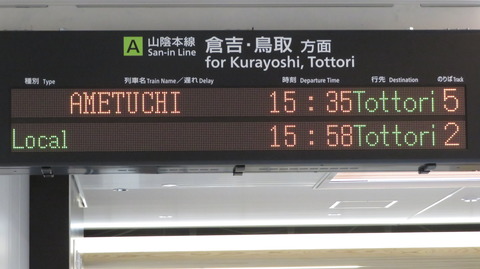 A 山陰本線 倉吉・鳥取 方面
San-in Line for Kurayoshi, Tottori
種別 Type 列車名 Train Name／遅れ Delay 時刻 Departure Time 行先 Destination のりば Track
AMETUCHI 15:35 Tottori 5
Local 15:58 Tottori 2